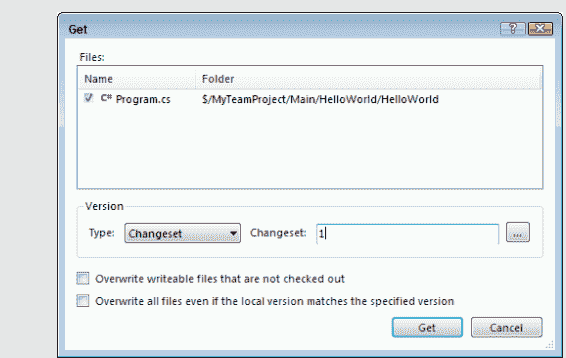 Get
Files:
Name Folder
C# Program.cs $/MyTeamProject/Main/HelloWorld/HelloWorld
Version
Type: Changeset Changeset: 1 ...
Overwrite writeable files that are not checked out
Overwrite all files even if the local version matches the specified version
Get Cancel